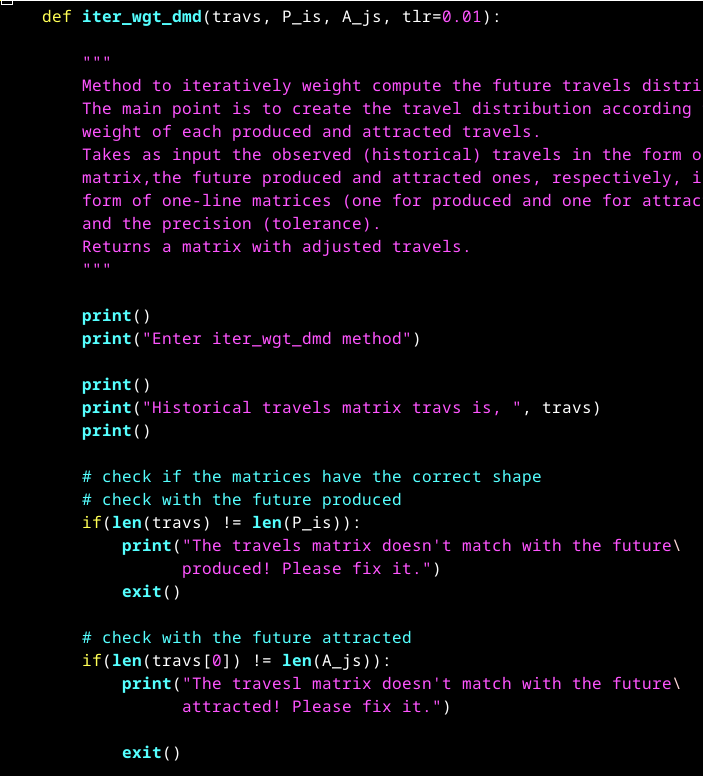 def iter_wgt_dmd(travs, P_is, A_js, tlr=0.01):
"""
Method to iteratively weight compute the future travels distri
The main point is to create the travel distribution according
weight of each produced and attracted travels.
Takes as input the observed (historical) travels in the form o
matrix,the future produced and attracted ones, respectively, i
form of one-line matrices (one for produced and one for attrac
and the precision (tolerance).
Returns a matrix with adjusted travels.
"""
print()
print("Enter iter_wgt_dmd method")
print()
print("Historical travels matrix travs is, ", travs)
print()
# check if the matrices have the correct shape
# check with the future produced
if(len(travs) != len(P_is)):
print("The travels matrix doesn't match with the future\
produced! Please fix it.")
exit()
# check with the future attracted
if(len(travs[0]) != len(A_js)):
print("The travesl matrix doesn't match with the future\
attracted! Please fix it.")
exit()